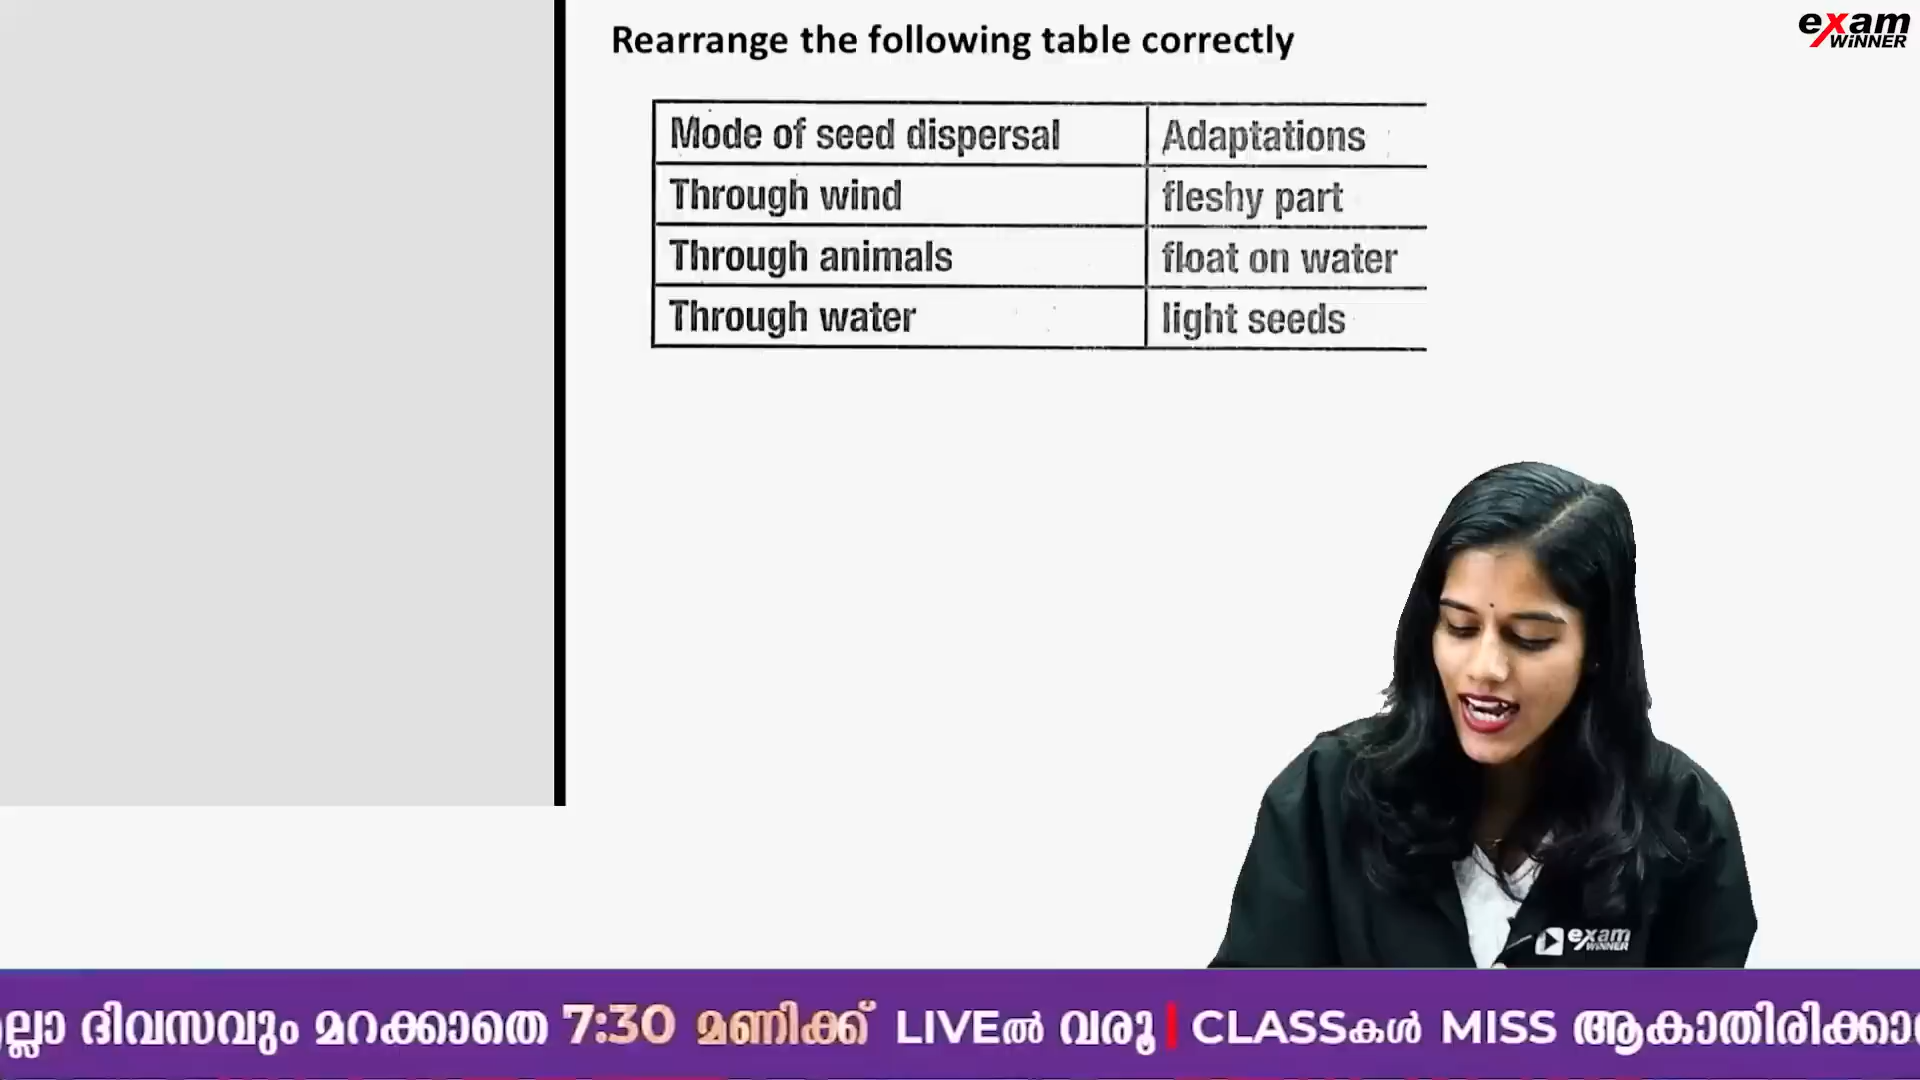 Rearrange the following table correctly
exam
WiNNER
Mode of seed dispersal Adaptations
Through wind fleshy part
Through animals float on water
Through water light seeds
exam
WiNNER
ദിവസവും മറക്കാതെ 7:30 മണിക്ക് LIVEൽ വരൂ | CLASSകൾ MISS